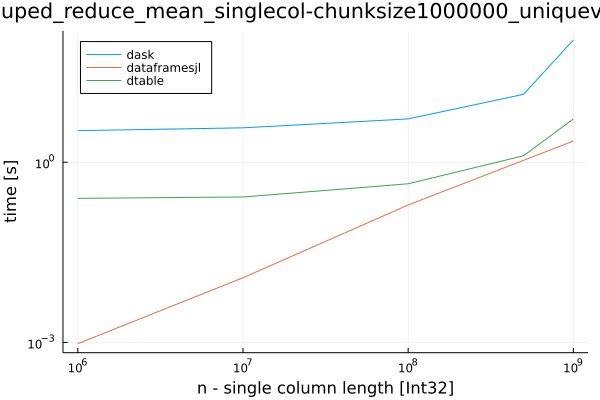 uped_reduce_mean_singlecol-chunksize1000000_uniquev
dask
dataframesjl
dtable
time [s]
10^0
10^-3
10^6 10^7 10^8 10^9
n - single column length [Int32]